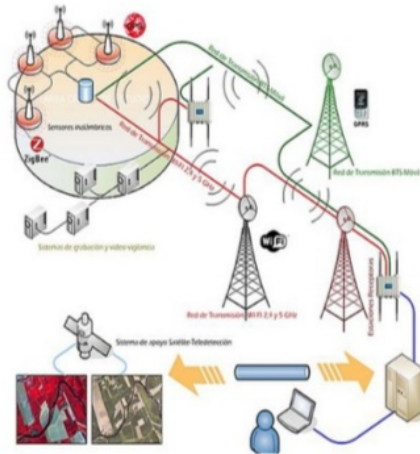 Red de Transmisión Móvil
Sensores inalámbricos
ZigBee
Red de Transmisión Wi-Fi 2,4 y 5 GHz
GPRS
Red de Transmisión BTS-Móvil
Sistemas de grabación y video vigilancia
WiFi
Estaciones Receptoras
Red de Transmisión Wi-Fi 2,4 y 5 GHz
Sistema de apoyo Satélite Teledetección